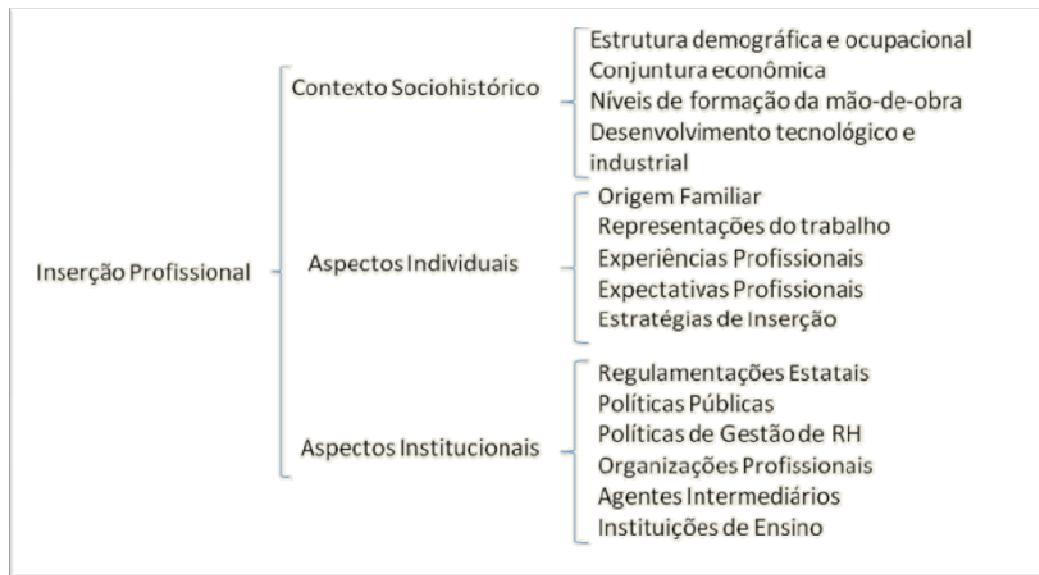 Inserção Profissional
Contexto Sociohistórico
Estrutura demográfica e ocupacional
Conjuntura econômica
Níveis de formação da mão-de-obra
Desenvolvimento tecnológico e
industrial
Aspectos Individuais
Origem Familiar
Representações do trabalho
Experiências Profissionais
Expectativas Profissionais
Estratégias de Inserção
Aspectos Institucionais
Regulamentações Estatais
Políticas Públicas
Políticas de Gestão de RH
Organizações Profissionais
Agentes Intermediários
Instituições de Ensino